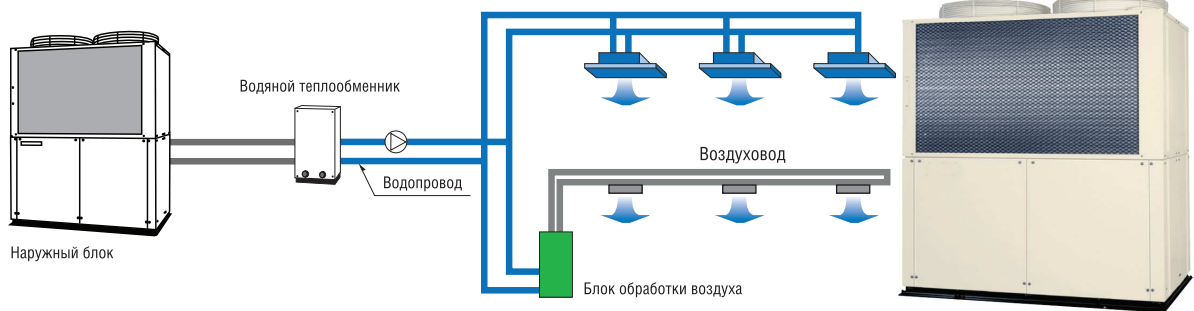 Водяной теплообменник
Водопровод
Воздуховод
Наружный блок
Блок обработки воздуха